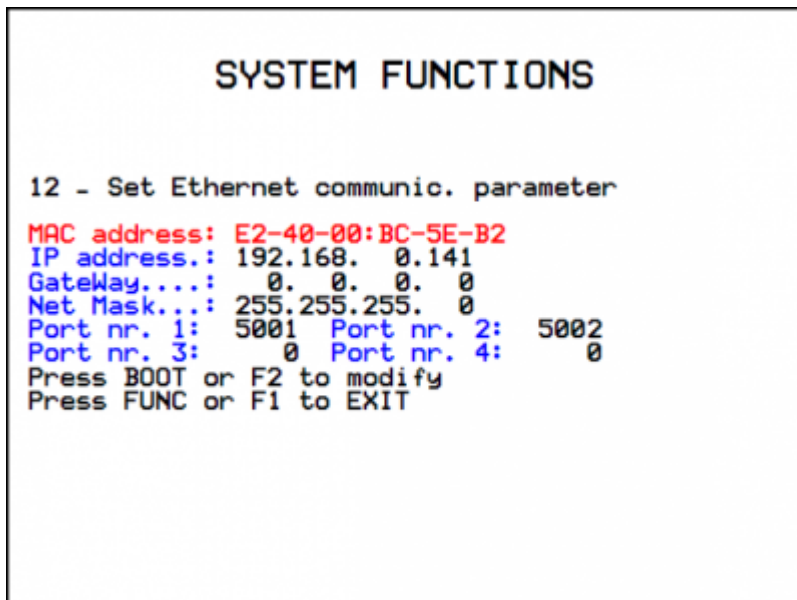 SYSTEM FUNCTIONS
12 - Set Ethernet communic. parameter
MAC address: E2-40-00:BC-5E-B2
IP address.: 192.168.  0.141
GateWay....:   0.  0.  0.  0
Net Mask...: 255.255.255.  0
Port nr. 1:  5001  Port nr. 2:  5002
Port nr. 3:     0  Port nr. 4:     0
Press BOOT or F2 to modify
Press FUNC or F1 to EXIT